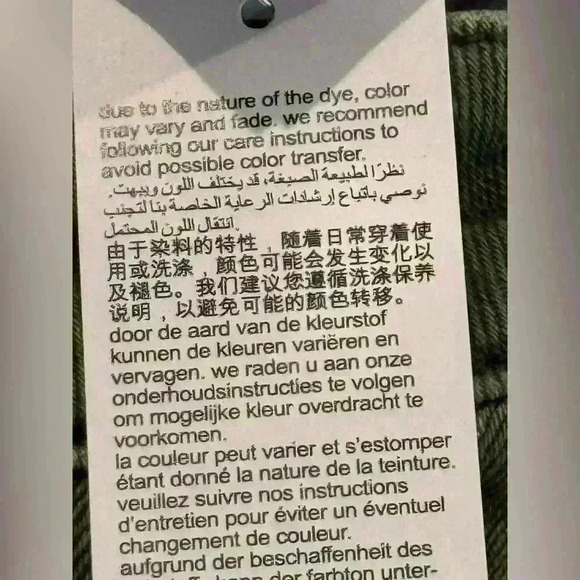 due to the nature of the dye, color
may vary and fade. we recommend
following our care instructions to
avoid possible color transfer.
نظرًا لطبيعة الصبغة، قد يختلف اللون ويبهت.
نوصي باتباع إرشادات الرعاية الخاصة بنا لتجنب
انتقال اللون المحتمل.
由于染料的特性，随着日常穿着使
用或洗涤，颜色可能会发生变化以
及褪色。我们建议您遵循洗涤保养
说明，以避免可能的颜色转移。
door de aard van de kleurstof
kunnen de kleuren variëren en
vervagen. we raden u aan onze
onderhoudsinstructies te volgen
om mogelijke kleur overdracht te
voorkomen.
la couleur peut varier et s'estomper
étant donné la nature de la teinture.
veuillez suivre nos instructions
d'entretien pour éviter un éventuel
changement de couleur.
aufgrund der beschaffenheit des
kann der farbton unter-